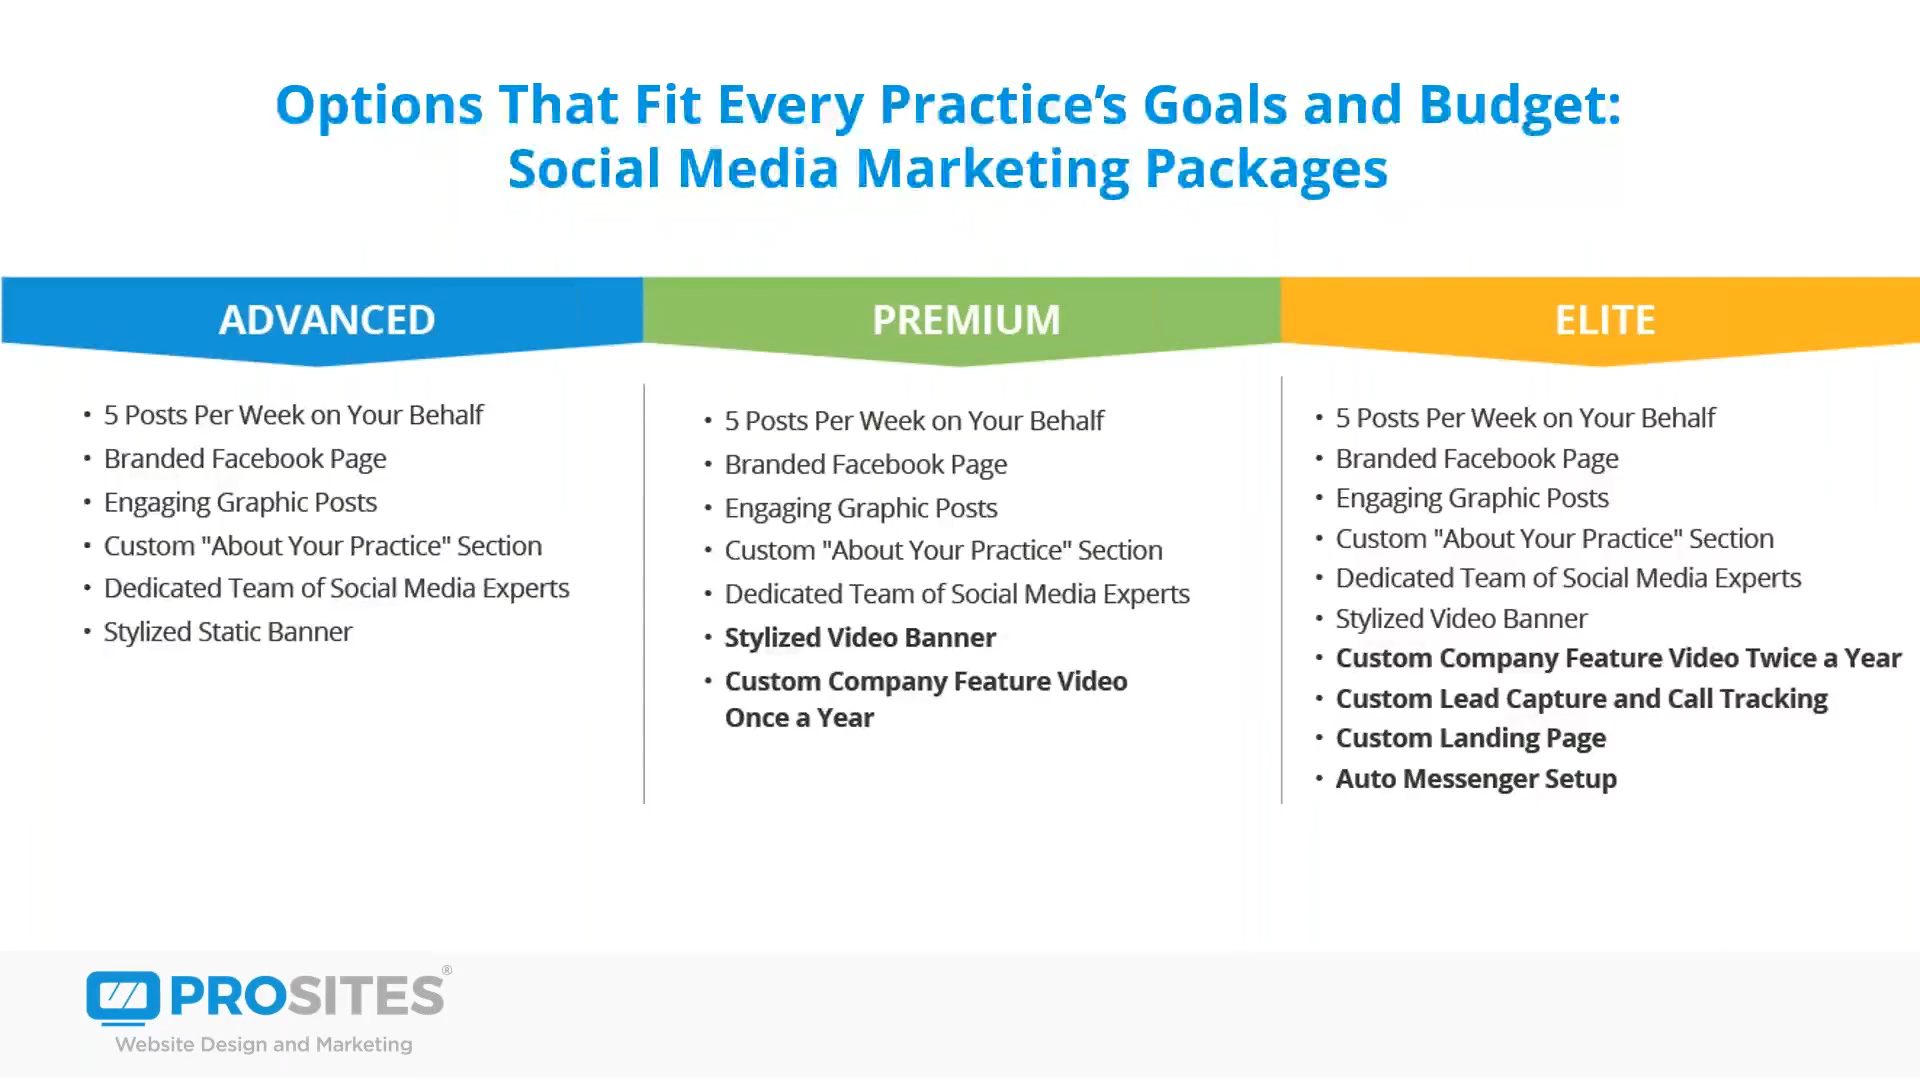 Options That Fit Every Practice’s Goals and Budget:
Social Media Marketing Packages
ADVANCED
• 5 Posts Per Week on Your Behalf
• Branded Facebook Page
• Engaging Graphic Posts
• Custom "About Your Practice" Section
• Dedicated Team of Social Media Experts
• Stylized Static Banner
PREMIUM
• 5 Posts Per Week on Your Behalf
• Branded Facebook Page
• Engaging Graphic Posts
• Custom "About Your Practice" Section
• Dedicated Team of Social Media Experts
• Stylized Video Banner
• Custom Company Feature Video
Once a Year
ELITE
• 5 Posts Per Week on Your Behalf
• Branded Facebook Page
• Engaging Graphic Posts
• Custom "About Your Practice" Section
• Dedicated Team of Social Media Experts
• Stylized Video Banner
• Custom Company Feature Video Twice a Year
• Custom Lead Capture and Call Tracking
• Custom Landing Page
• Auto Messenger Setup
PROSITES®
Website Design and Marketing